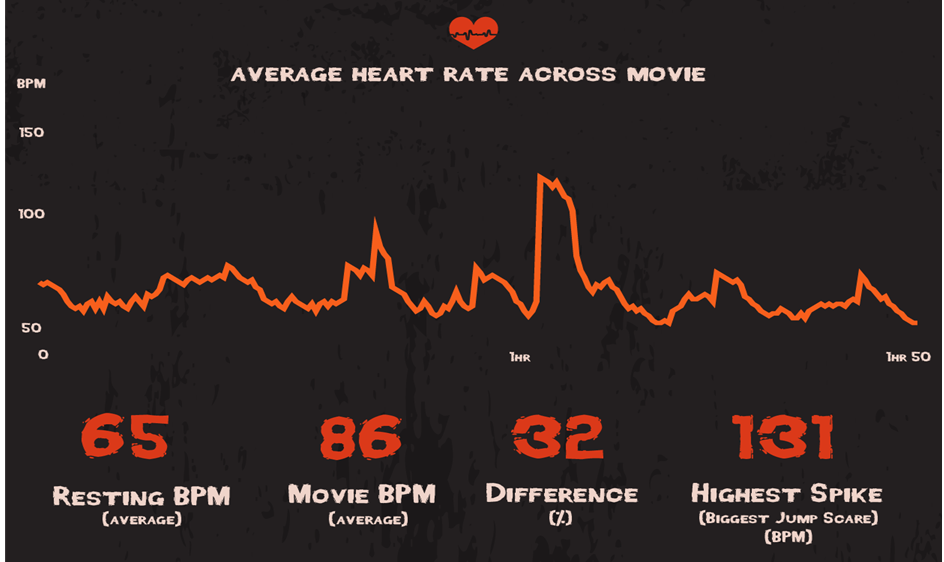 AVERAGE HEART RATE ACROSS MOVIE
BPM
150
100
50
0
1HR
1HR 50
65
86
32
131
RESTING BPM
(AVERAGE)
MOVIE BPM
(AVERAGE)
DIFFERENCE
(%)
HIGHEST SPIKE
(BIGGEST JUMP SCARE)
(BPM)